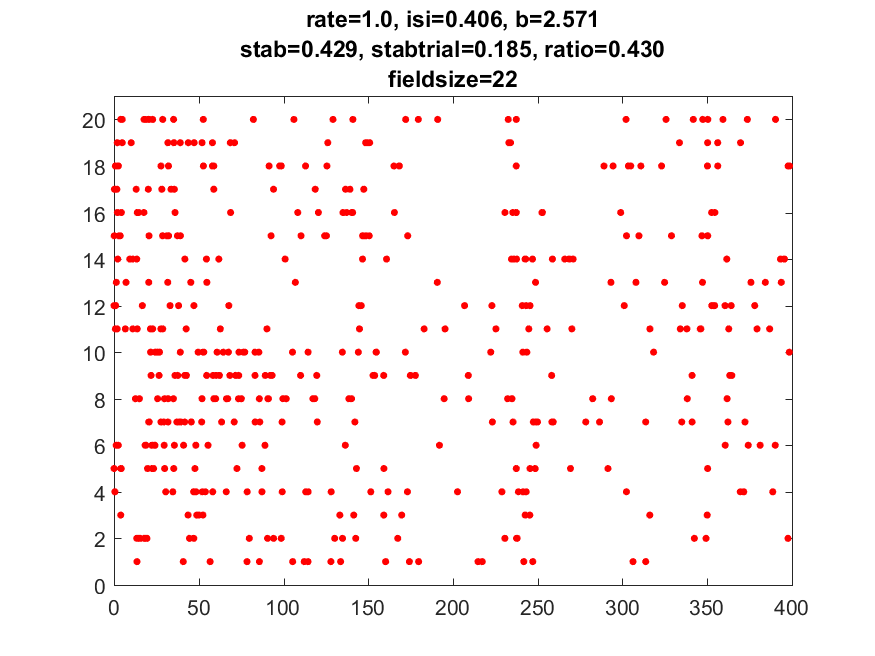 rate=1.0, isi=0.406, b=2.571
stab=0.429, stabtrial=0.185, ratio=0.430
fieldsize=22
20
18
16
14
12
10
8
6
4
2
0
0 50 100 150 200 250 300 350 400